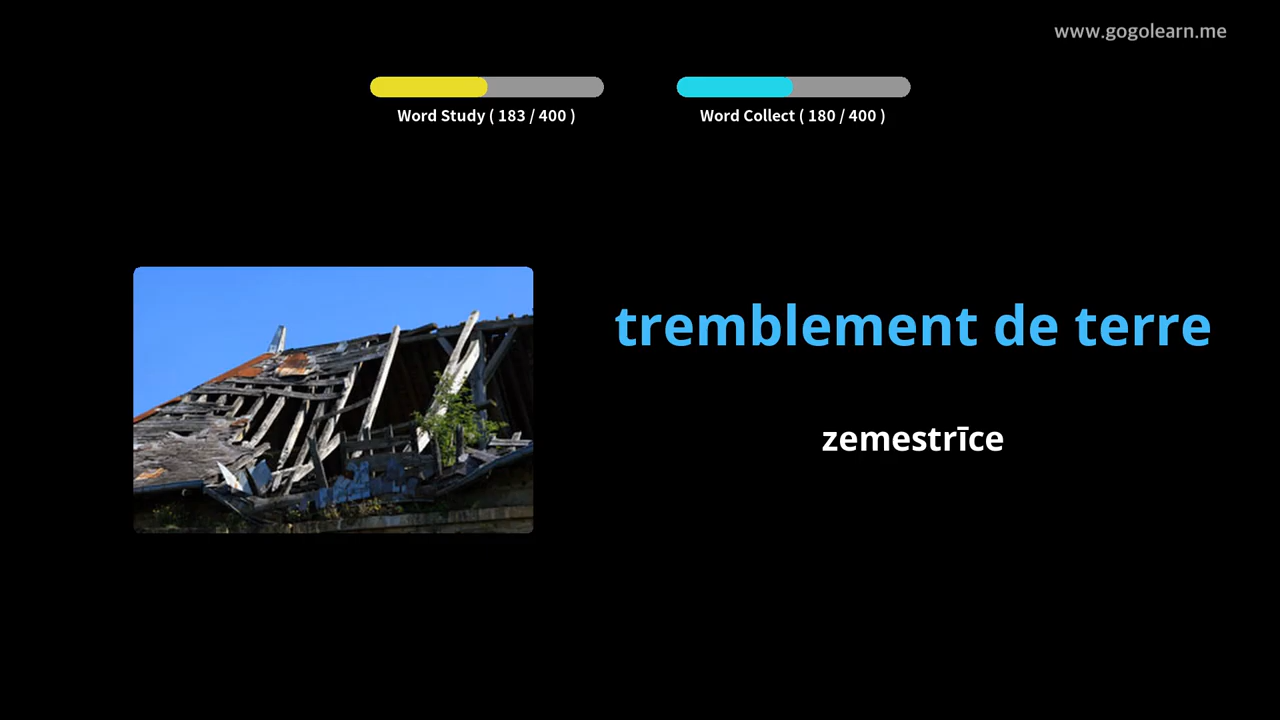 www.gogolearn.me
Word Study ( 183 / 400 )
Word Collect ( 180 / 400 )
tremblement de terre
zemestrīce